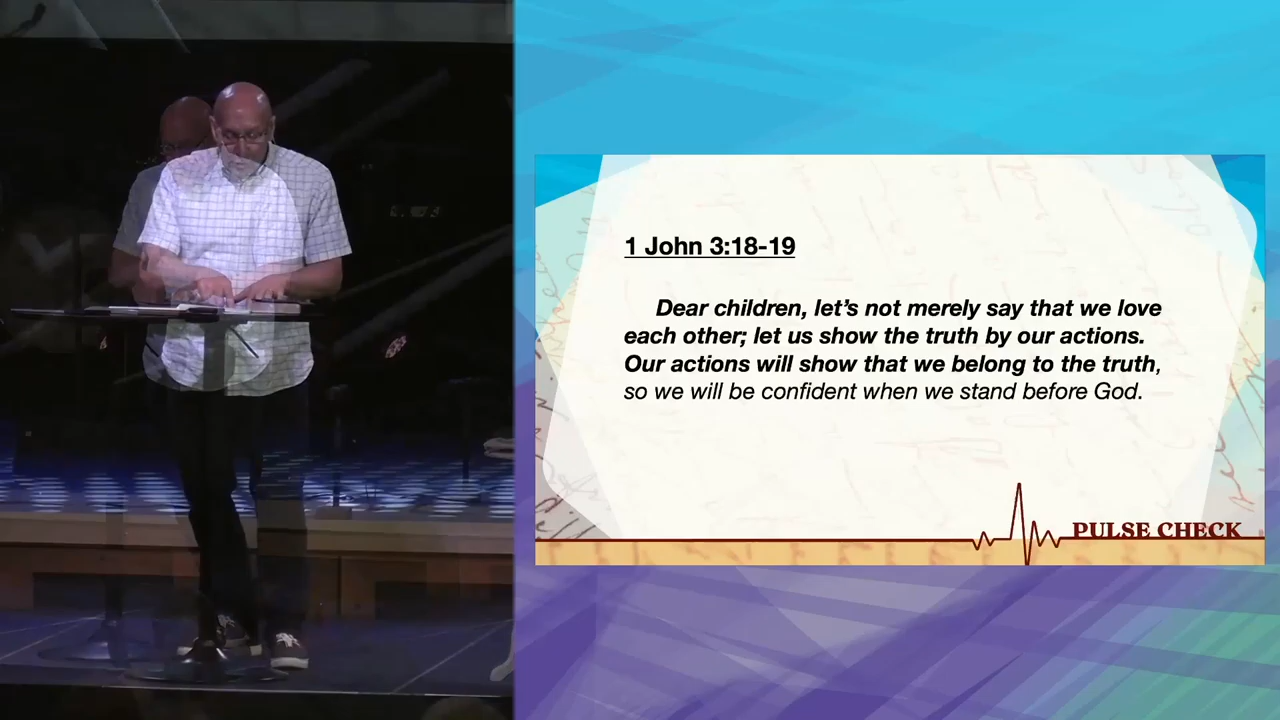 1 John 3:18-19
Dear children, let’s not merely say that we love
each other; let us show the truth by our actions.
Our actions will show that we belong to the truth,
so we will be confident when we stand before God.
PULSE CHECK